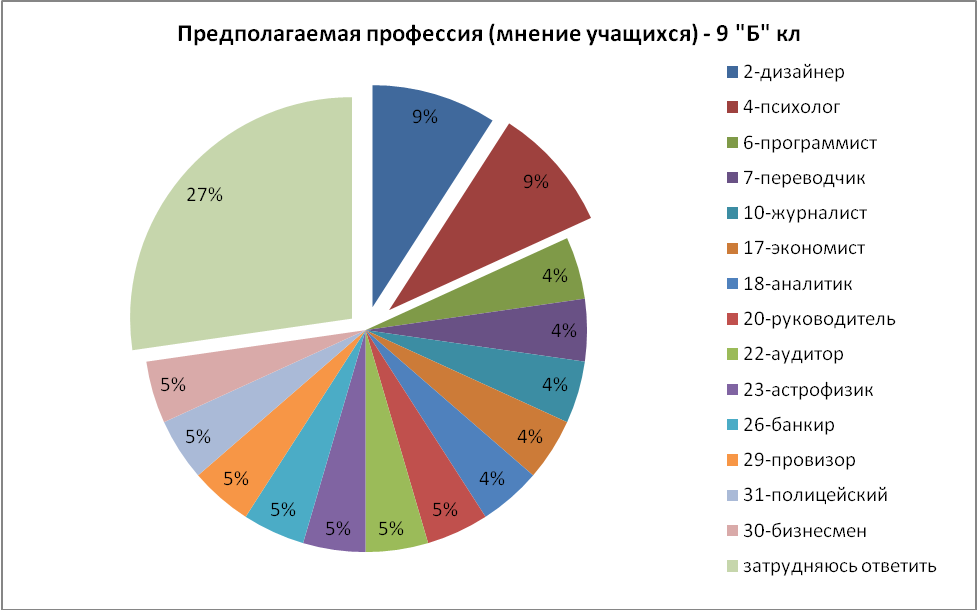 Предполагаемая профессия (мнение учащихся) - 9 "Б" кл
9%
9%
4%
4%
4%
4%
4%
5%
5%
5%
5%
5%
5%
5%
27%
2-дизайнер
4-психолог
6-программист
7-переводчик
10-журналист
17-экономист
18-аналитик
20-руководитель
22-аудитор
23-астрофизик
26-банкир
29-провизор
31-полицейский
30-бизнесмен
затрудняюсь ответить